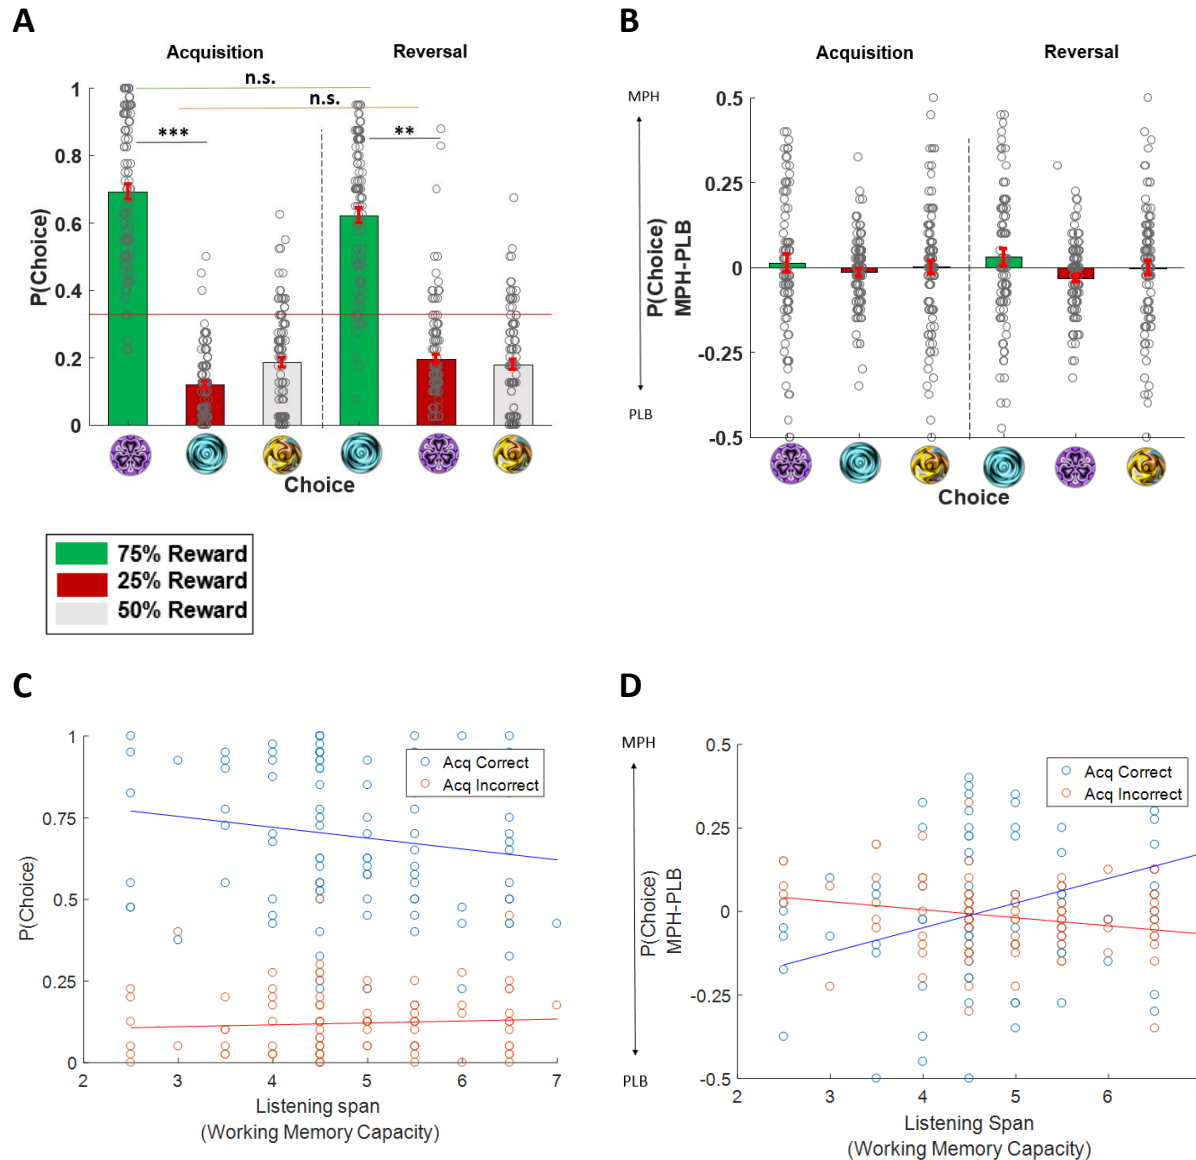 A
Acquisition
Reversal
n.s.
n.s.
***
**
1
0.8
0.6
0.4
0.2
0
P(Choice)
Choice
75% Reward
25% Reward
50% Reward
B
Acquisition
Reversal
MPH
PLB
P(Choice)
MPH-PLB
0.5
0.25
0
-0.25
-0.5
Choice
C
1
0.75
0.5
0.25
0
P(Choice)
Acq Correct
Acq Incorrect
2
3
4
5
6
7
Listening span
(Working Memory Capacity)
D
MPH
PLB
P(Choice)
MPH-PLB
0.5
0.25
0
-0.25
-0.5
Acq Correct
Acq Incorrect
2
3
4
5
6
Listening Span
(Working Memory Capacity)